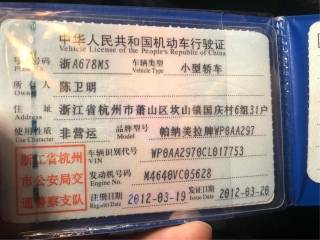 中华人民共和国机动车行驶证
Vehicle License of the People's Republic of China
号牌号码 浙A678MS 车辆类型 小型轿车
Plate No. Vehicle Type
所有人 陈卫明
Owner
住址 浙江省杭州市萧山区坎山镇国庆村6组31户
Address
使用性质 非营运 品牌型号 帕纳美拉牌WP0AA297
Use Character Model
浙江省杭州市公安局交通警察支队
车辆识别代号 WP0AA2970CL017753
VIN
发动机号码 M4640VC05628
Engine No.
注册日期 2012-03-19 发证日期 2012-03-20
Register Date Issue Date